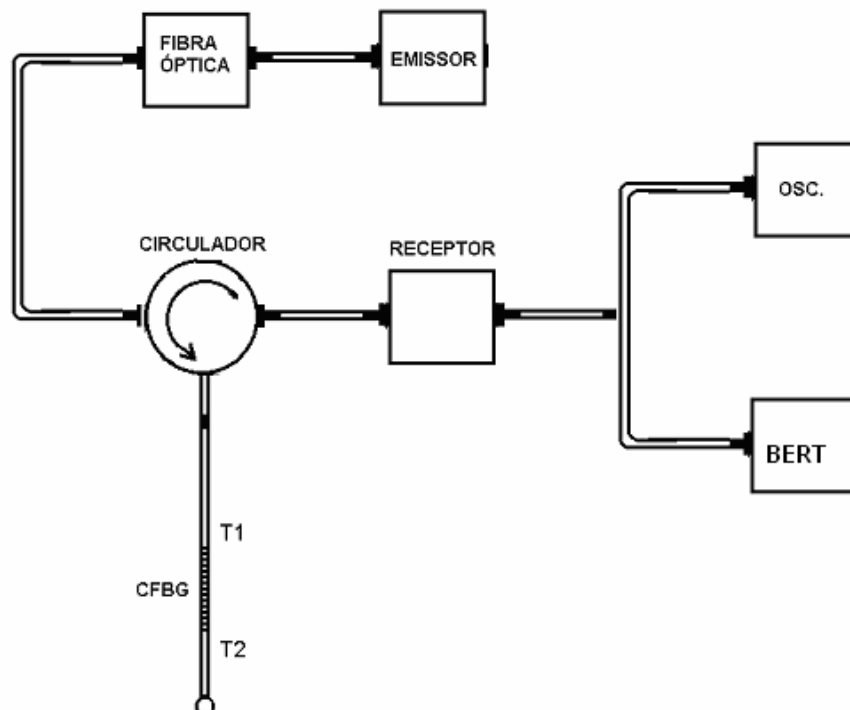 FIBRA
ÓPTICA
EMISSOR
OSC.
CIRCULADOR
RECEPTOR
BERT
T1
CFBG
T2